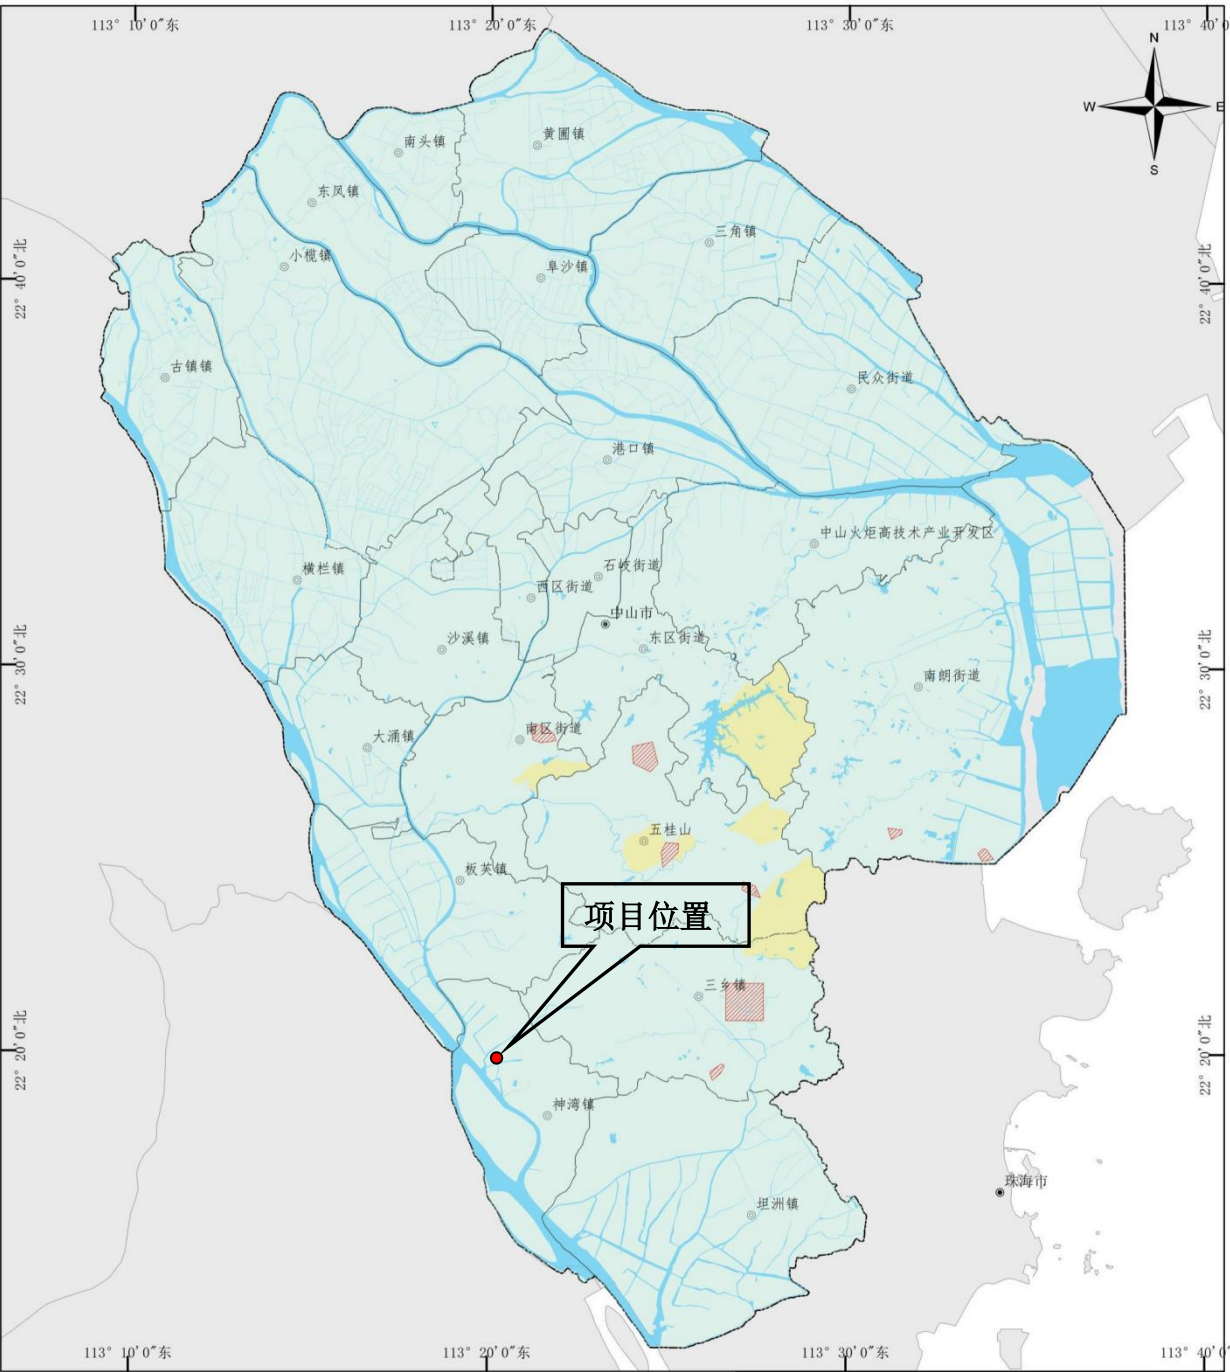 113° 10′0″东
113° 20′0″东
113° 30′0″东
113° 40′0
N
W
E
S
南头镇
黄圃镇
东凤镇
三角镇
小榄镇
阜沙镇
22° 40′0″北
22° 40′0″北
古镇镇
民众街道
港口镇
中山火炬高技术产业开发区
横栏镇
石岐街道
西区街道
中山市
沙溪镇
东区街道
22° 30′0″北
22° 30′0″北
南朗街道
大涌镇
南区街道
五桂山
板芙镇
项目位置
三乡镇
22° 20′0″北
22° 20′0″北
神湾镇
珠海市
坦洲镇
113° 10′0″东
113° 20′0″东
113° 30′0″东
113° 40′0